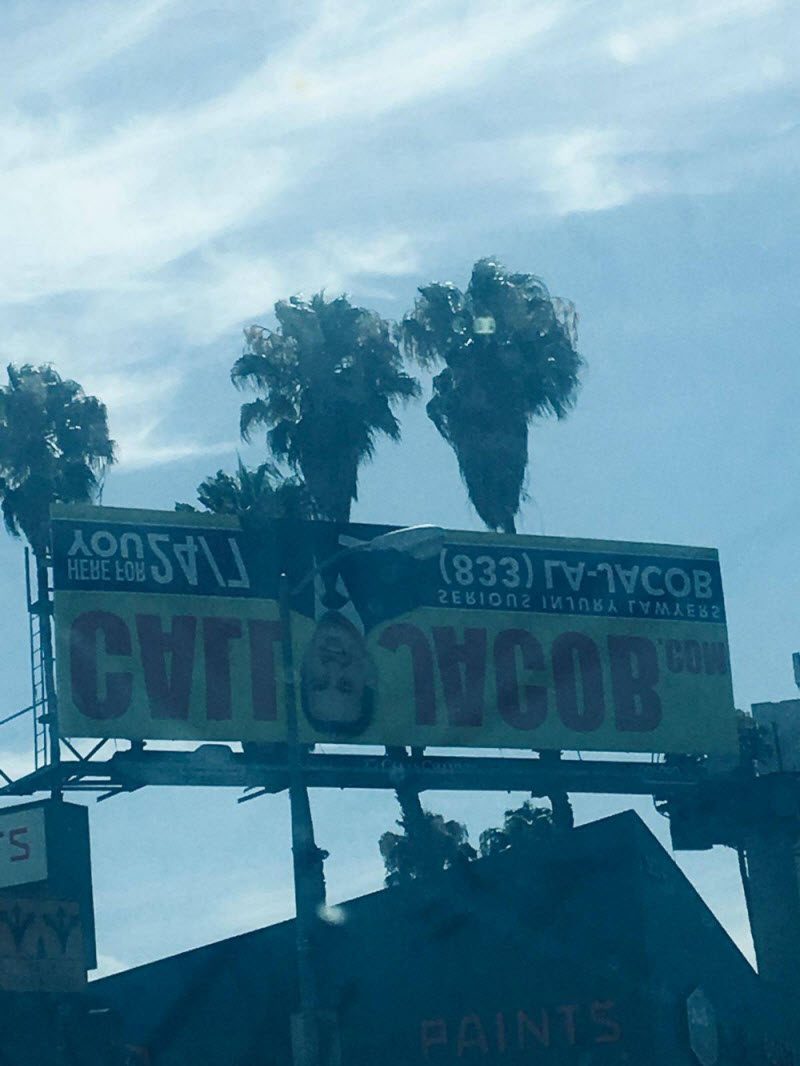 CALL JACOB.COM
HERE FOR
YOU 24/7
SERIOUS INJURY LAWYERS
(833) LA-JACOB
PAINTS